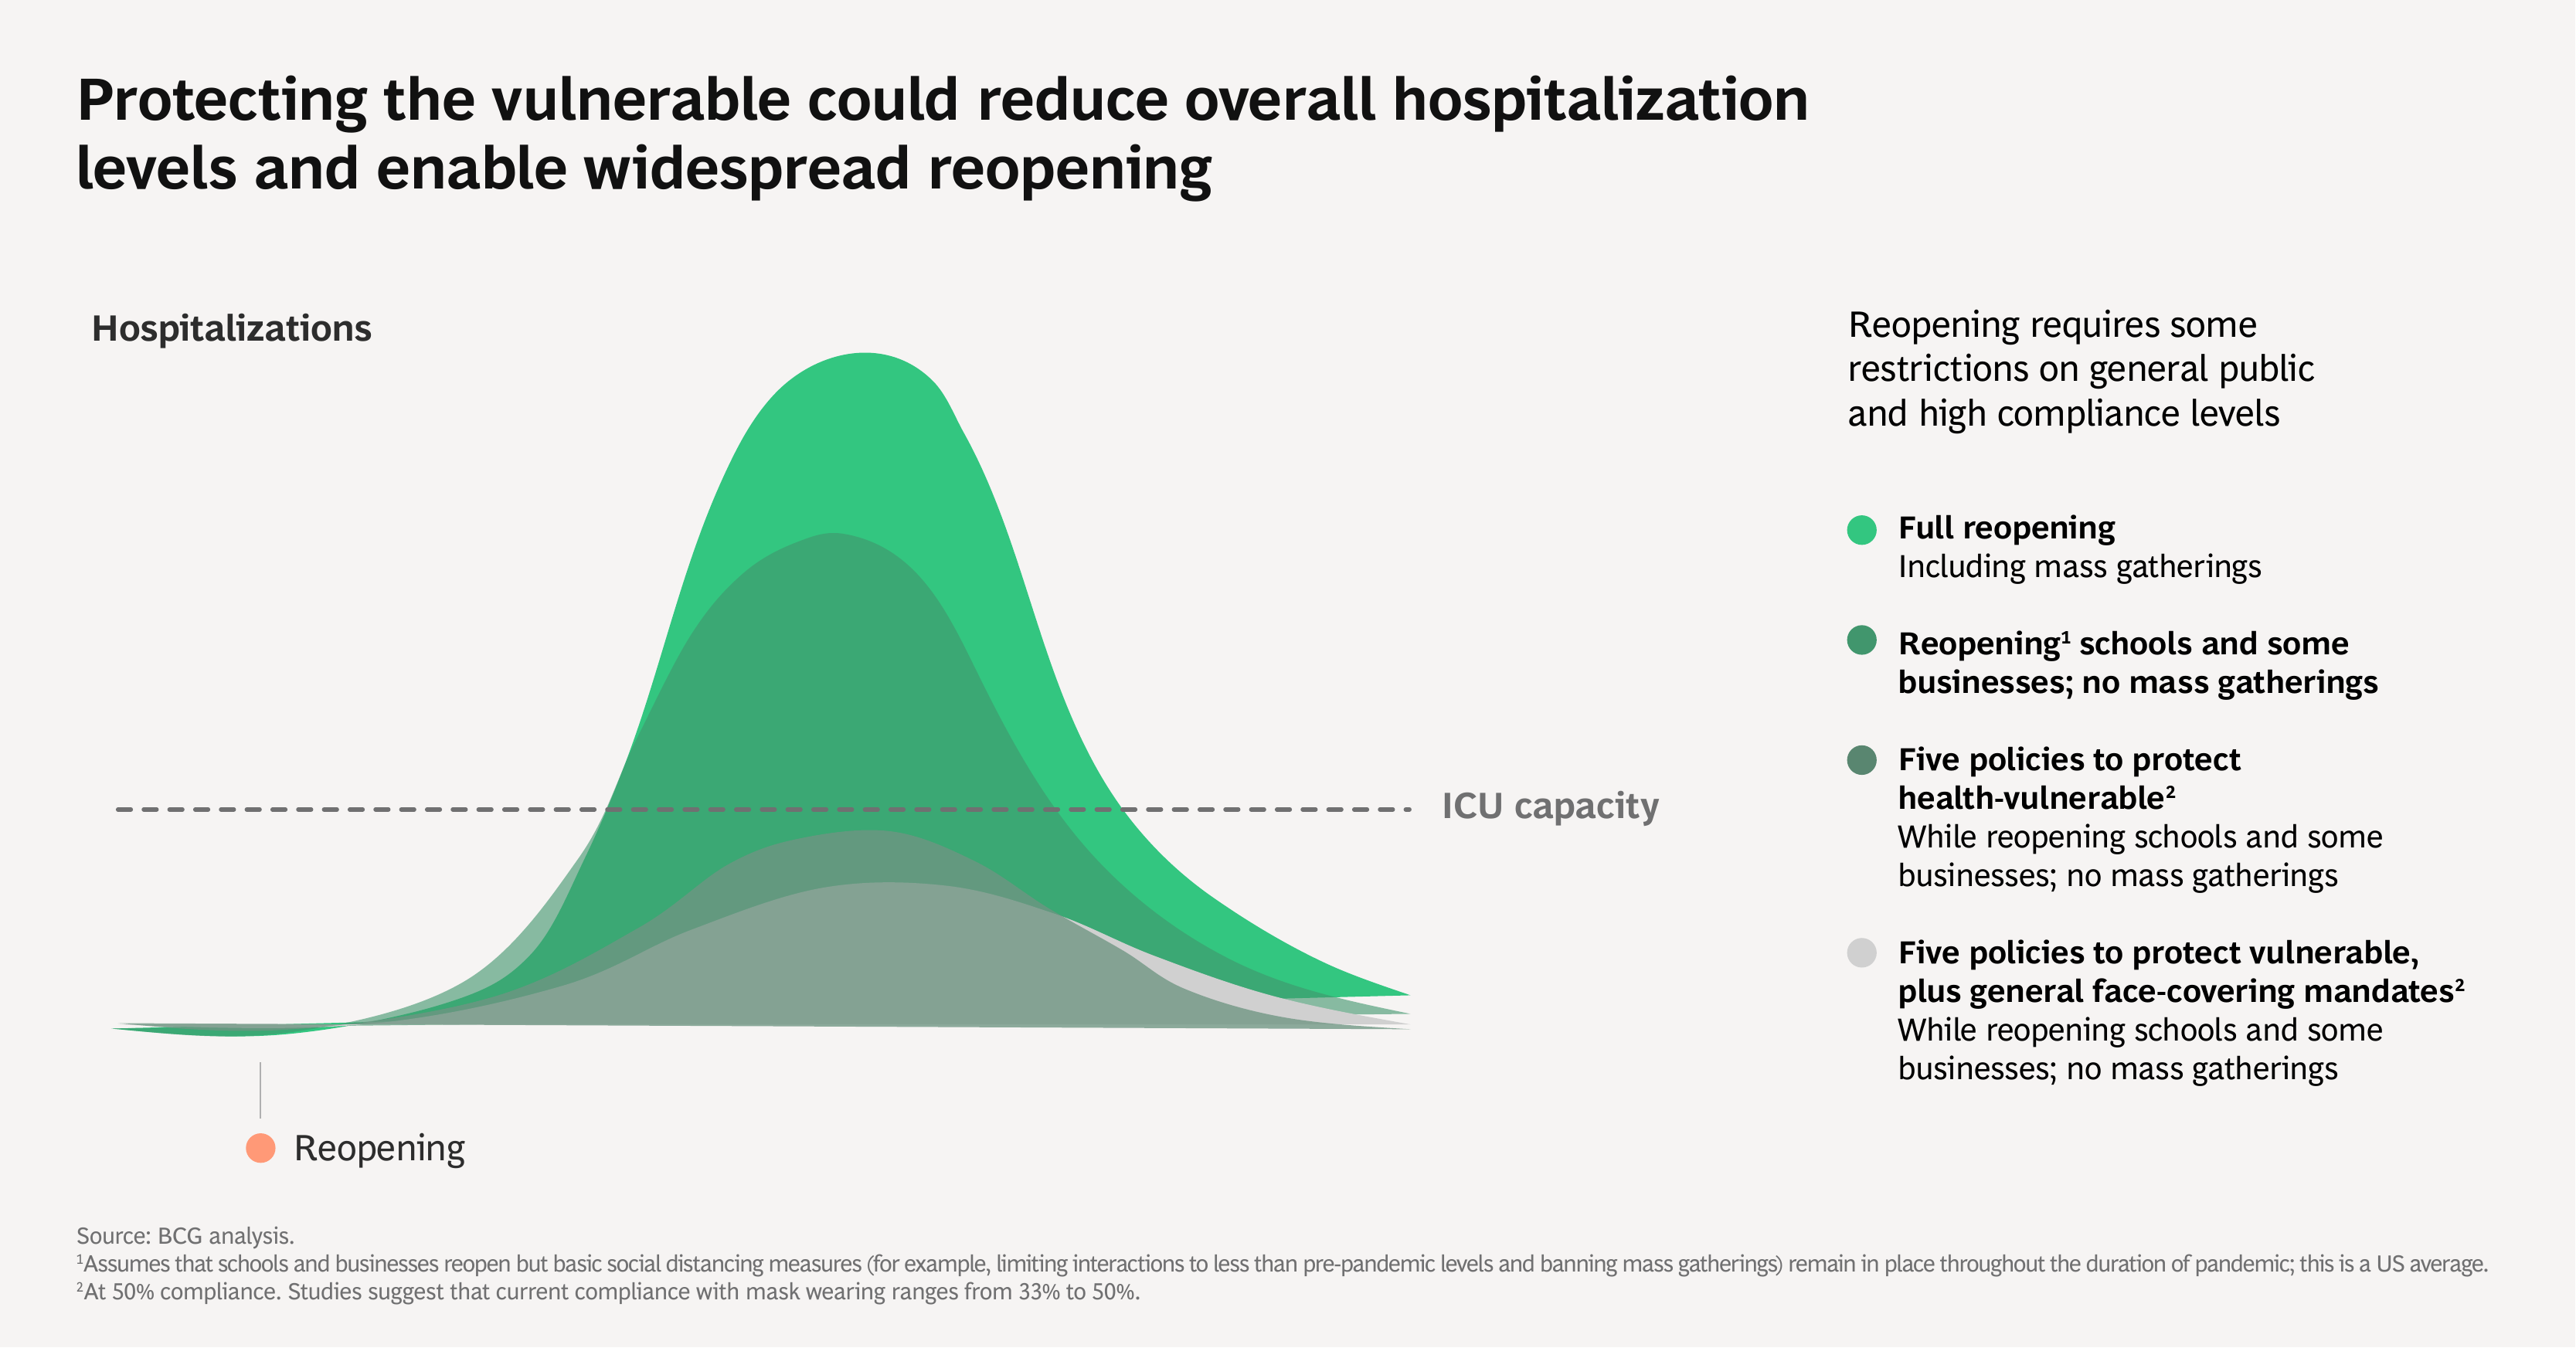 Protecting the vulnerable could reduce overall hospitalization
levels and enable widespread reopening
Hospitalizations
ICU capacity
Reopening
Reopening requires some
restrictions on general public
and high compliance levels
Full reopening
Including mass gatherings
Reopening¹ schools and some
businesses; no mass gatherings
Five policies to protect
health-vulnerable²
While reopening schools and some
businesses; no mass gatherings
Five policies to protect vulnerable,
plus general face-covering mandates²
While reopening schools and some
businesses; no mass gatherings
Source: BCG analysis.
¹Assumes that schools and businesses reopen but basic social distancing measures (for example, limiting interactions to less than pre-pandemic levels and banning mass gatherings) remain in place throughout the duration of pandemic; this is a US average.
²At 50% compliance. Studies suggest that current compliance with mask wearing ranges from 33% to 50%.